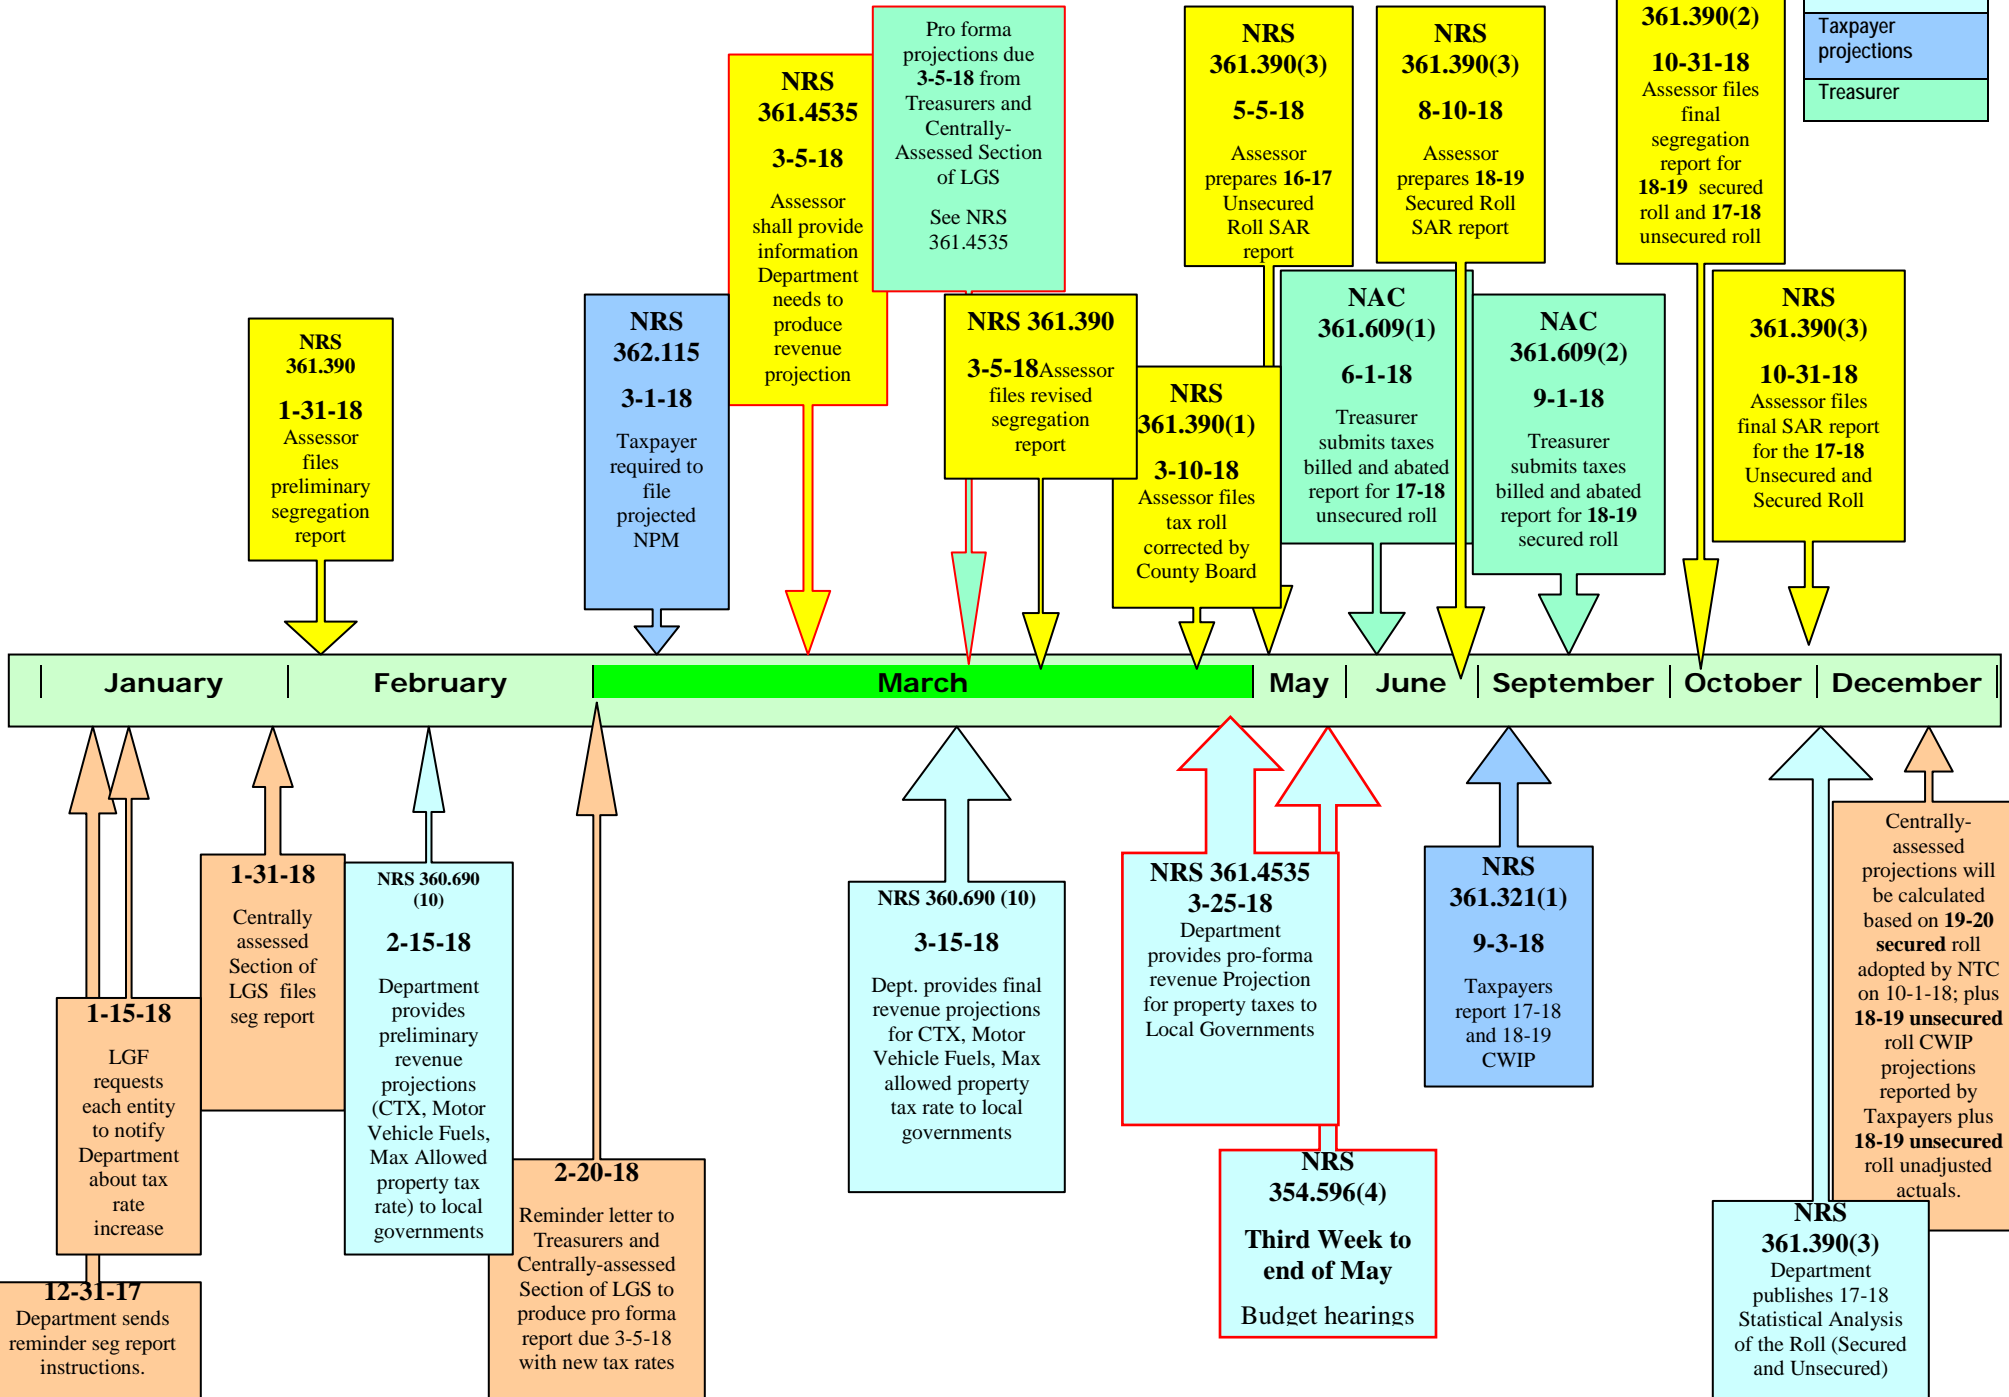 NRS
361.390
1-31-18
Assessor
files
preliminary
segregation
report
NRS
362.115
3-1-18
Taxpayer
required to
file
projected
NPM
NRS
361.4535
3-5-18
Assessor
shall provide
information
Department
needs to
produce
revenue
projection
Pro forma
projections due
3-5-18 from
Treasurers and
Centrally-
Assessed Section
of LGS
See NRS
361.4535
NRS 361.390
3-5-18Assessor
files revised
segregation
report
NRS
361.390(1)
3-10-18
Assessor files
tax roll
corrected by
County Board
NRS
361.390(3)
5-5-18
Assessor
prepares 16-17
Unsecured
Roll SAR
report
NAC
361.609(1)
6-1-18
Treasurer
submits taxes
billed and abated
report for 17-18
unsecured roll
NRS
361.390(3)
8-10-18
Assessor
prepares 18-19
Secured Roll
SAR report
NAC
361.609(2)
9-1-18
Treasurer
submits taxes
billed and abated
report for 18-19
secured roll
361.390(2)
10-31-18
Assessor files
final
segregation
report for
18-19 secured
roll and 17-18
unsecured roll
NRS
361.390(3)
10-31-18
Assessor files
final SAR report
for the 17-18
Unsecured and
Secured Roll
Taxpayer
projections
Treasurer
January February March May June September October December
12-31-17
Department sends
reminder seg report
instructions.
1-15-18
LGF
requests
each entity
to notify
Department
about tax
rate
increase
1-31-18
Centrally
assessed
Section of
LGS files
seg report
NRS 360.690
(10)
2-15-18
Department
provides
preliminary
revenue
projections
(CTX, Motor
Vehicle Fuels,
Max Allowed
property tax
rate) to local
governments
2-20-18
Reminder letter to
Treasurers and
Centrally-assessed
Section of LGS to
produce pro forma
report due 3-5-18
with new tax rates
NRS 360.690 (10)
3-15-18
Dept. provides final
revenue projections
for CTX, Motor
Vehicle Fuels, Max
allowed property
tax rate to local
governments
NRS 361.4535
3-25-18
Department
provides pro-forma
revenue Projection
for property taxes to
Local Governments
NRS
354.596(4)
Third Week to
end of May
Budget hearings
NRS
361.321(1)
9-3-18
Taxpayers
report 17-18
and 18-19
CWIP
NRS
361.390(3)
Department
publishes 17-18
Statistical Analysis
of the Roll (Secured
and Unsecured)
Centrally-
assessed
projections will
be calculated
based on 19-20
secured roll
adopted by NTC
on 10-1-18; plus
18-19 unsecured
roll CWIP
projections
reported by
Taxpayers plus
18-19 unsecured
roll unadjusted
actuals.